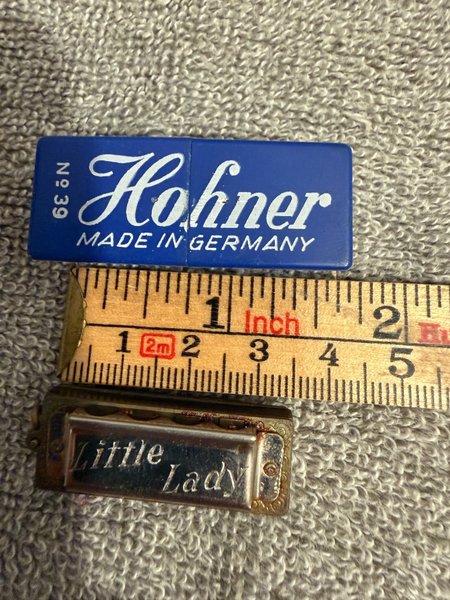 Nº 39
Hohner
MADE IN GERMANY
1 Inch 2
1 2m 2 3 4 5
Little
Lady